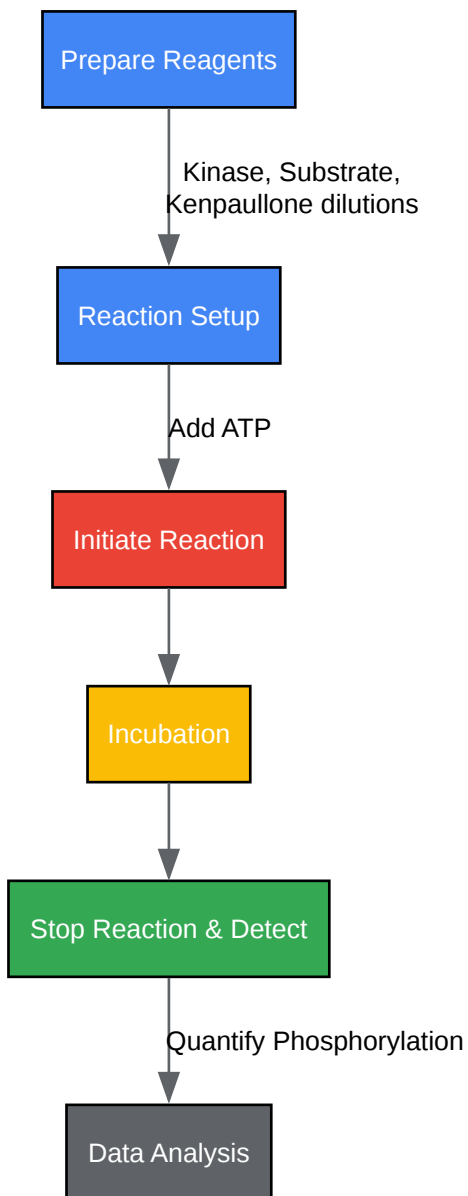 Prepare Reagents
Kinase, Substrate,
Kenpaullone dilutions
Reaction Setup
Add ATP
Initiate Reaction
Incubation
Stop Reaction & Detect
Quantify Phosphorylation
Data Analysis